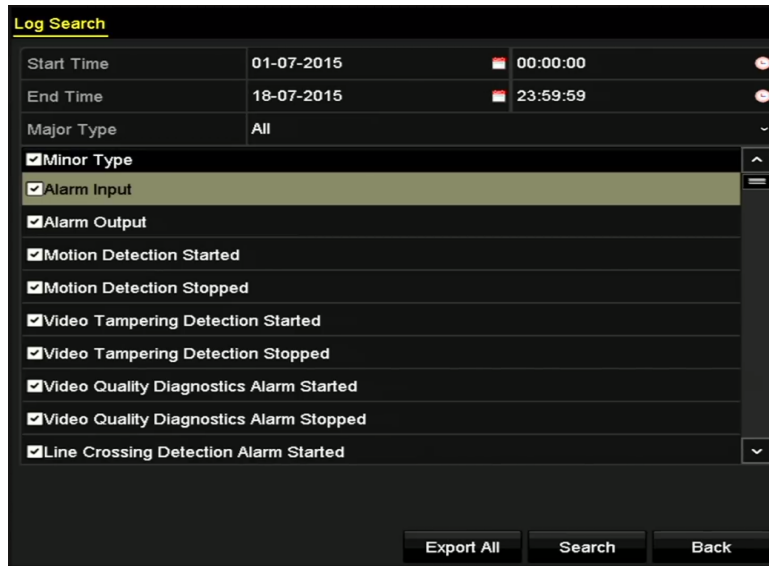 Log Search
Start Time 01-07-2015 00:00:00
End Time 18-07-2015 23:59:59
Major Type All
Minor Type
Alarm Input
Alarm Output
Motion Detection Started
Motion Detection Stopped
Video Tampering Detection Started
Video Tampering Detection Stopped
Video Quality Diagnostics Alarm Started
Video Quality Diagnostics Alarm Stopped
Line Crossing Detection Alarm Started
Export All Search Back